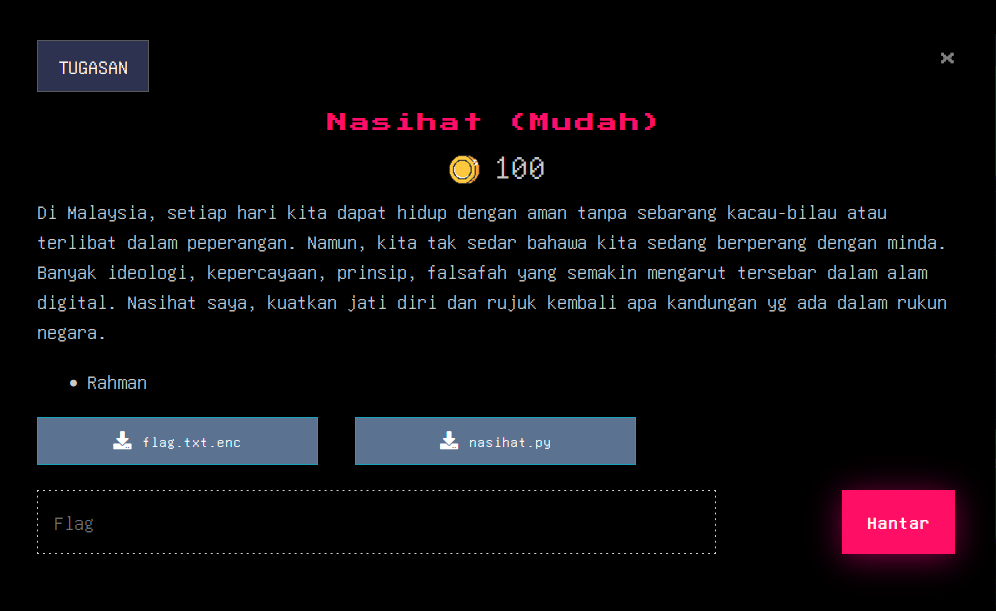 TUGASAN
×
Nasihat (Mudah)
100
Di Malaysia, setiap hari kita dapat hidup dengan aman tanpa sebarang kacau-bilau atau
terlibat dalam peperangan. Namun, kita tak sedar bahawa kita sedang berperang dengan minda.
Banyak ideologi, kepercayaan, prinsip, falsafah yang semakin mengarut tersebar dalam alam
digital. Nasihat saya, kuatkan jati diri dan rujuk kembali apa kandungan yg ada dalam rukun
negara.
• Rahman
flag.txt.enc
nasihat.py
Flag
Hantar